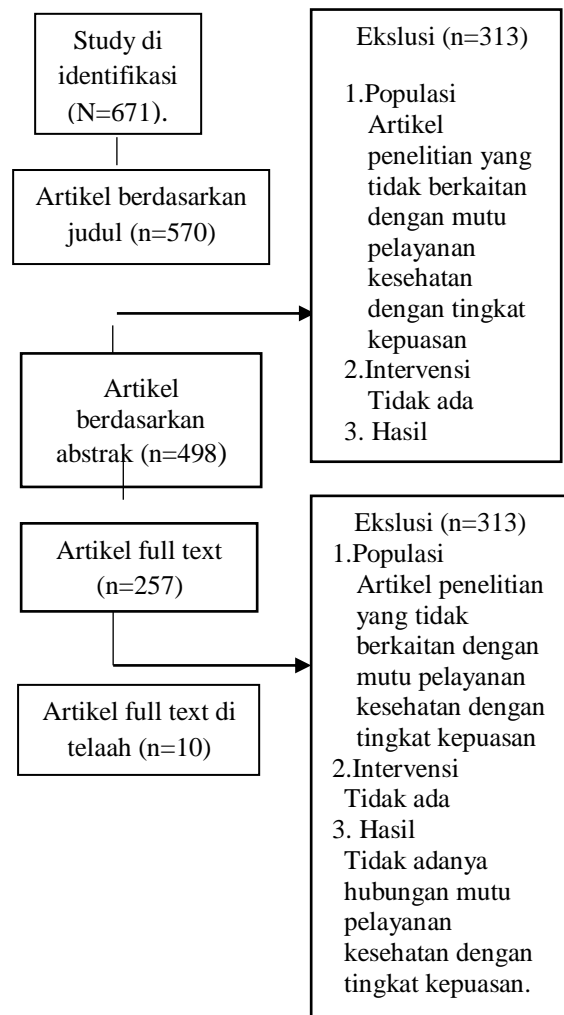 Study di
identifikasi
(N=671).
Artikel berdasarkan
judul (n=570)
Ekslusi (n=313)
1.Populasi
Artikel
penelitian yang
tidak berkaitan
dengan mutu
pelayanan
kesehatan
dengan tingkat
kepuasan
2.Intervensi
Tidak ada
3. Hasil
Artikel
berdasarkan
abstrak (n=498)
Artikel full text
(n=257)
Ekslusi (n=313)
1.Populasi
Artikel penelitian
yang tidak
berkaitan dengan
mutu pelayanan
kesehatan dengan
tingkat kepuasan
2.Intervensi
Tidak ada
3. Hasil
Tidak adanya
hubungan mutu
pelayanan
kesehatan dengan
tingkat kepuasan.
Artikel full text di
telaah (n=10)